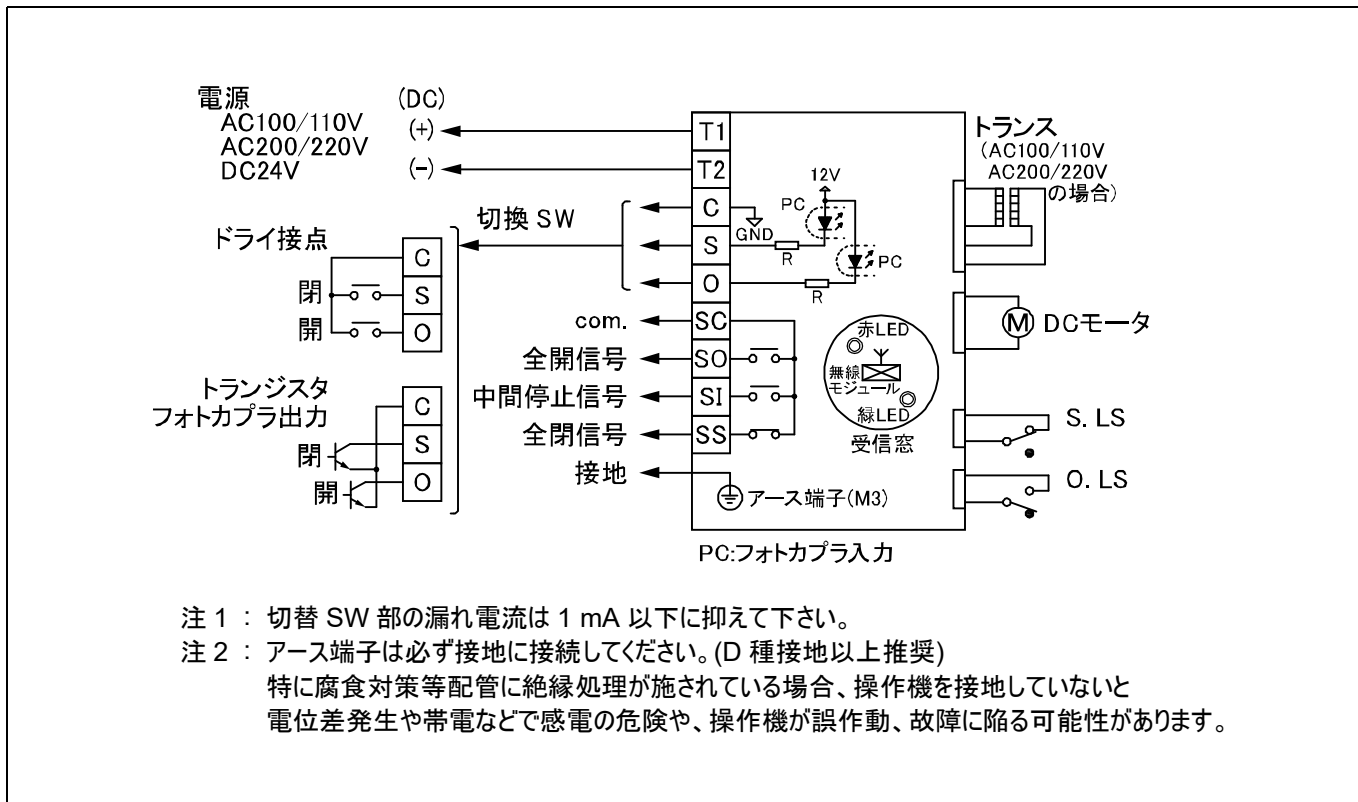 電源
AC100/110V
AC200/220V
DC24V
(DC)
(+)
(-)
切換 SW
ドライ接点
閉
開
C
S
O
トランジスタ
フォトカプラ出力
閉
開
C
S
O
com.
全開信号
中間停止信号
全閉信号
接地
T1
T2
C
S
O
SC
SO
SI
SS
GND
12V
PC
PC
R
R
赤LED
無線
モジュール
緑LED
受信窓
アース端子(M3)
トランス
(AC100/110V
AC200/220V
の場合)
M
DCモータ
S. LS
O. LS
PC:フォトカプラ入力
注 1 : 切替 SW 部の漏れ電流は 1 mA 以下に抑えて下さい。
注 2 : アース端子は必ず接地に接続してください。(D 種接地以上推奨)
特に腐食対策等配管に絶縁処理が施されている場合、操作機を接地していないと
電位差発生や帯電などで感電の危険や、操作機が誤作動、故障に陥る可能性があります。